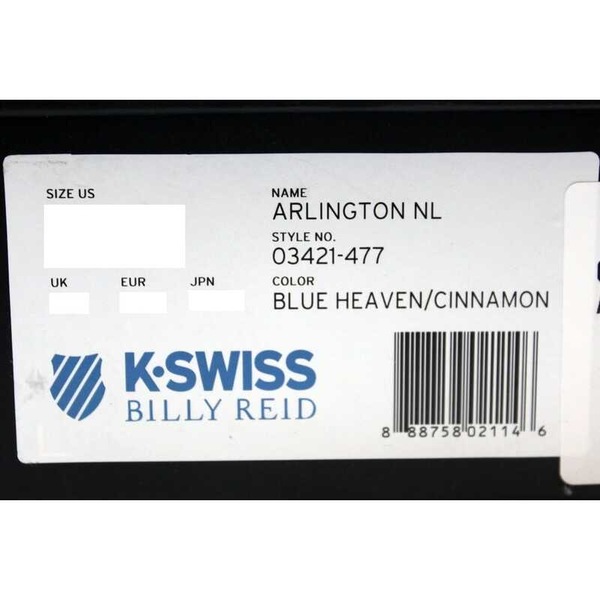 SIZE US
UK EUR JPN
NAME
ARLINGTON NL
STYLE NO.
03421-477
COLOR
BLUE HEAVEN/CINNAMON
K·SWISS
BILLY REID
8 88758 02114 6